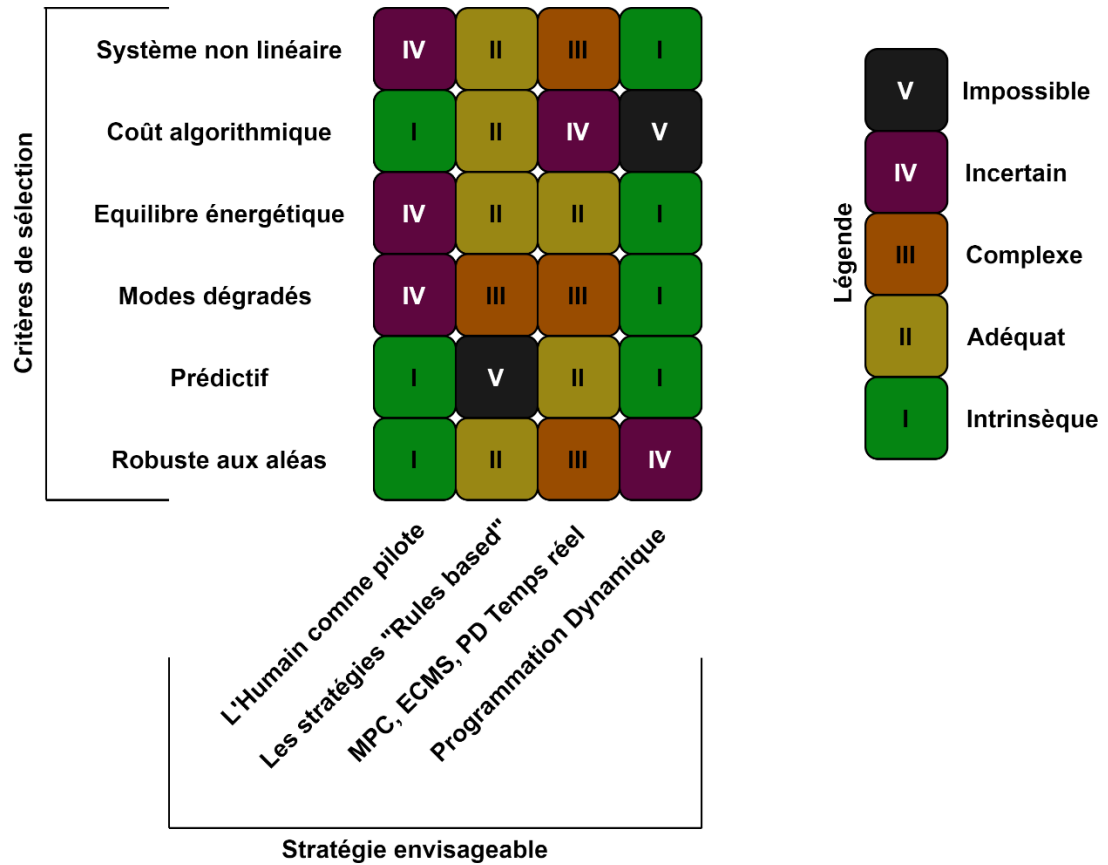 Système non linéaire IV II III I
Coût algorithmique I II IV V
Equilibre énergétique IV II II I
Modes dégradés IV III III I
Prédictif I V II I
Robuste aux aléas I II III IV
Critères de sélection
L'Humain comme pilote
Les stratégies "Rules based"
MPC, ECMS, PD Temps réel
Programmation Dynamique
Stratégie envisageable
Légende
V Impossible
IV Incertain
III Complexe
II Adéquat
I Intrinsèque